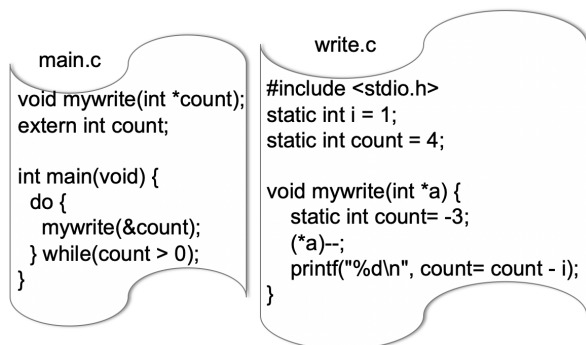 main.c
void mywrite(int *count);
extern int count;
int main(void) {
do {
mywrite(&count);
} while(count > 0);
}
write.c
#include <stdio.h>
static int i = 1;
static int count = 4;
void mywrite(int *a) {
static int count= -3;
(*a)--;
printf("%d\n", count= count - i);
}